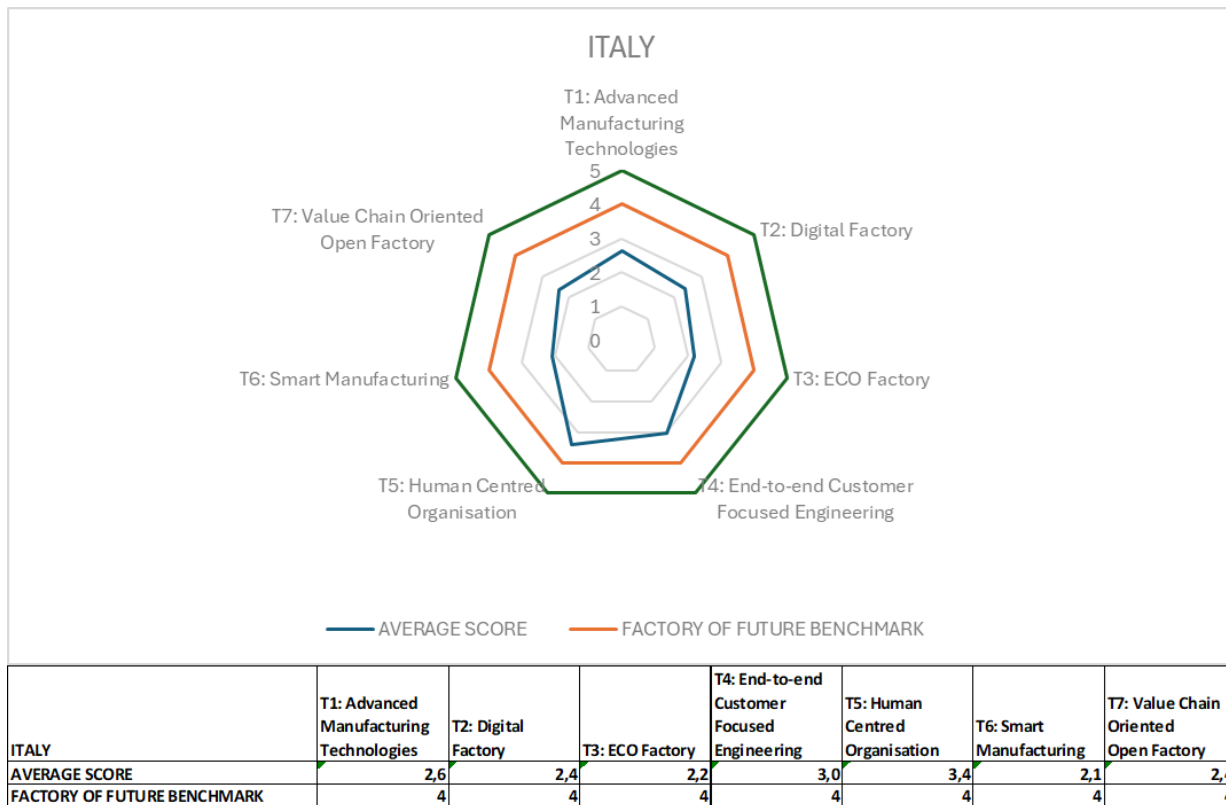 ITALY
T1: Advanced
Manufacturing
Technologies
5
4
3
2
1
0
T2: Digital Factory
T3: ECO Factory
T4: End-to-end Customer
Focused Engineering
T5: Human Centred
Organisation
T6: Smart Manufacturing
T7: Value Chain Oriented
Open Factory
AVERAGE SCORE FACTORY OF FUTURE BENCHMARK
ITALY
T1: Advanced
Manufacturing
Technologies
T2: Digital
Factory
T3: ECO Factory
T4: End-to-end
Customer
Focused
Engineering
T5: Human
Centred
Organisation
T6: Smart
Manufacturing
T7: Value Chain
Oriented
Open Factory
AVERAGE SCORE 2,6 2,4 2,2 3,0 3,4 2,1 2,4
FACTORY OF FUTURE BENCHMARK 4 4 4 4 4 4 4